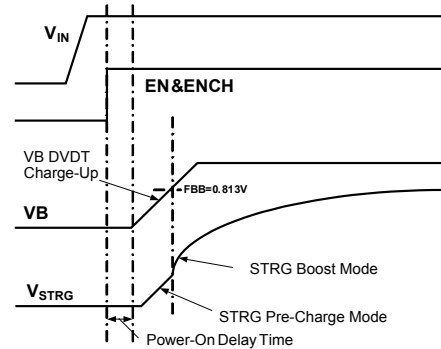 VIN
EN&ENCH
VB DVDT
Charge-Up
FBB=0.813V
VB
STRG Boost Mode
VSTRG
STRG Pre-Charge Mode
Power-On Delay Time